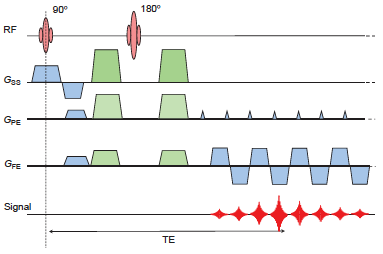 90° 180°
RF
GSS
GPE
GFE
Signal
TE